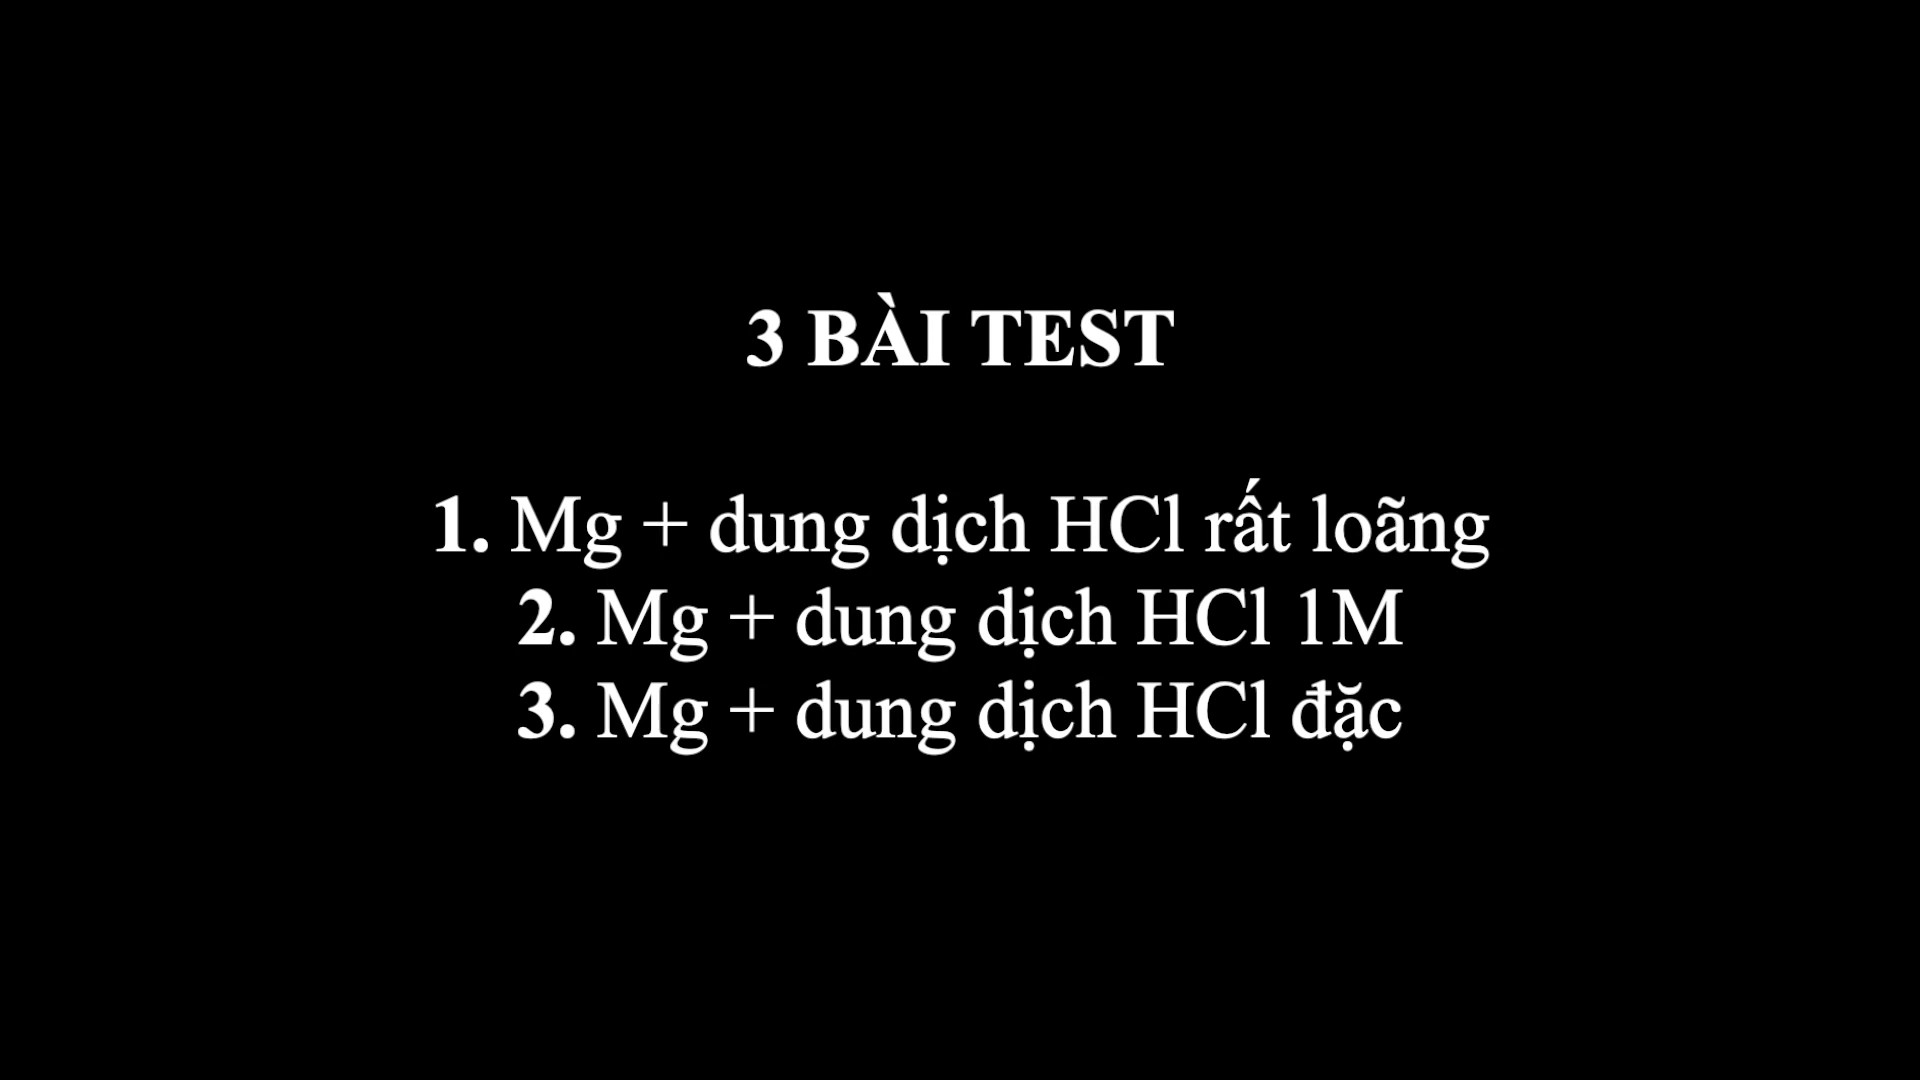 3 BÀI TEST
1. Mg + dung dịch HCl rất loãng
2. Mg + dung dịch HCl 1M
3. Mg + dung dịch HCl đặc